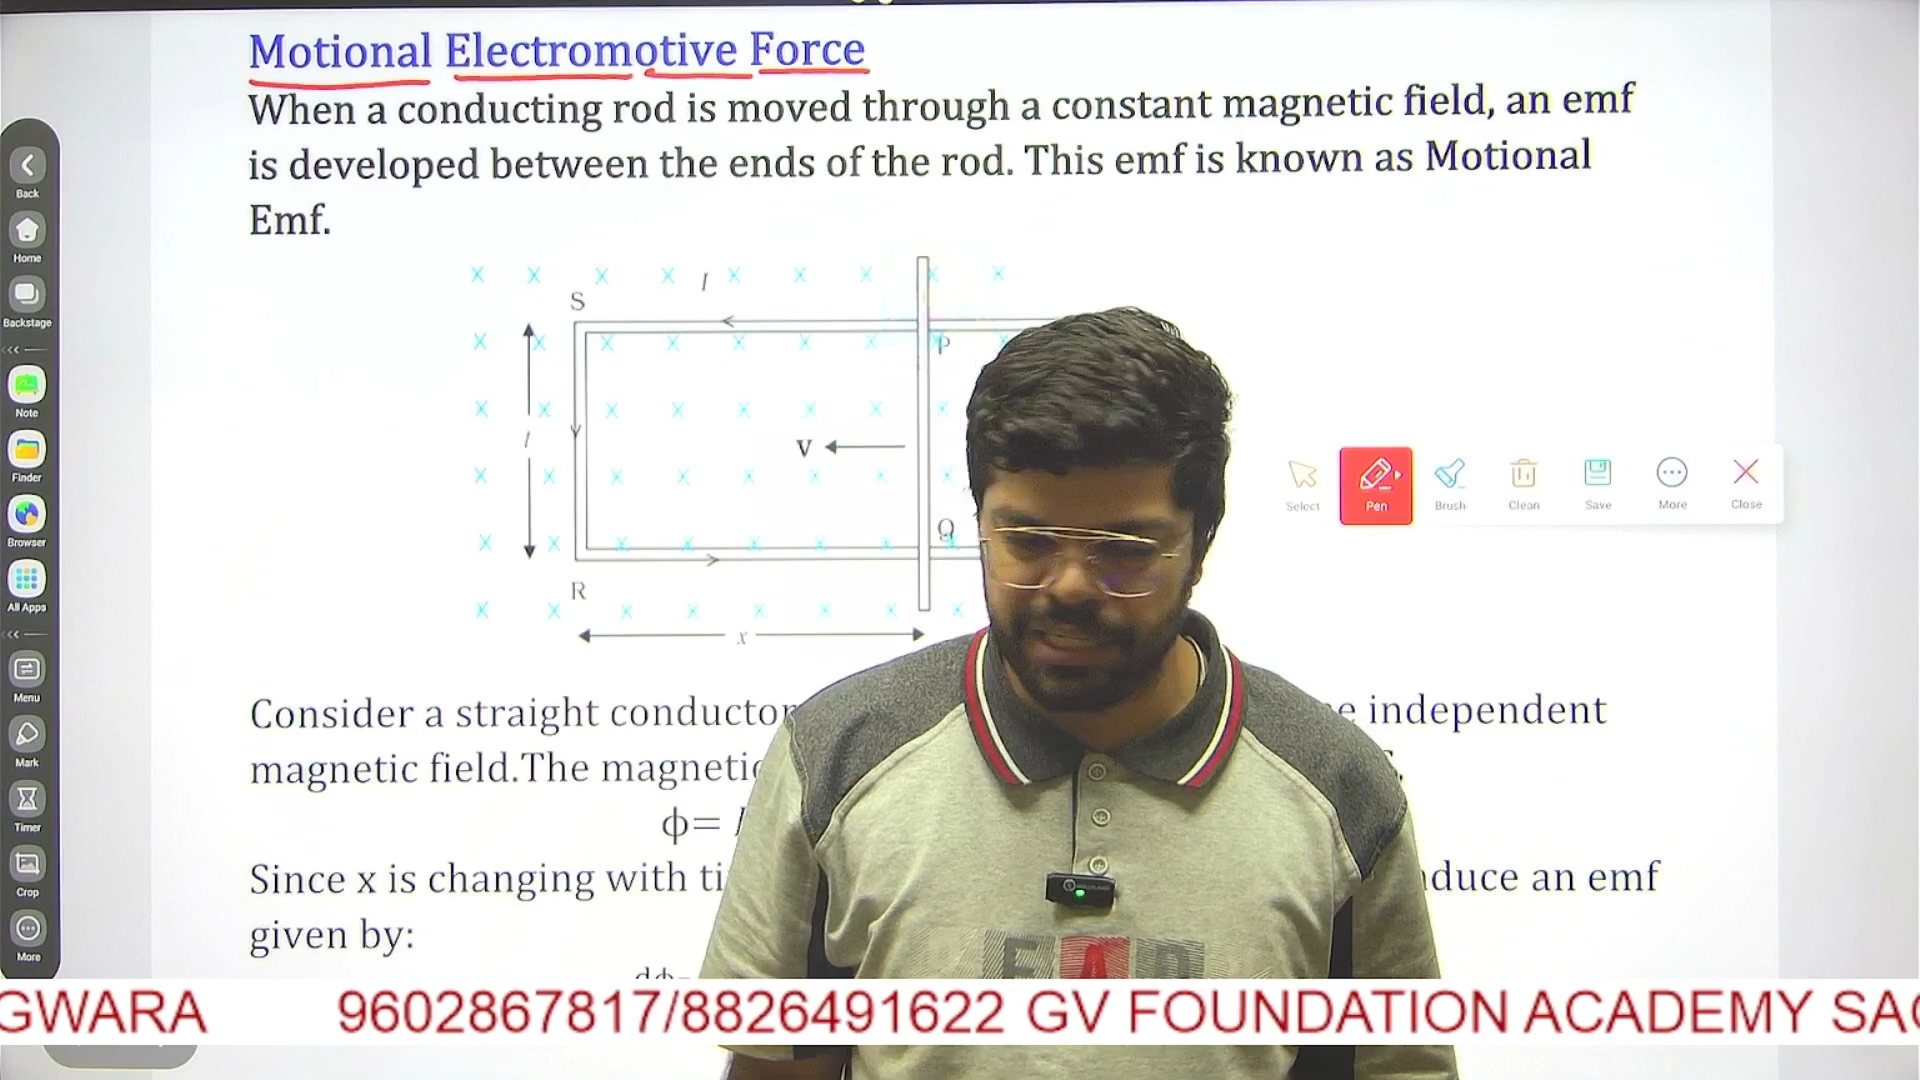 Motional Electromotive Force
When a conducting rod is moved through a constant magnetic field, an emf
is developed between the ends of the rod. This emf is known as Motional
Emf.
Back
Home
Backstage
Note
Finder
Browser
All Apps
Menu
Mark
Timer
Crop
More
S
l
P
l
v
Q
R
x
Select
Pen
Brush
Clean
Save
More
Close
Consider a straight conductor independent
magnetic field.The magnetic
ϕ=
Since x is changing with duce an emf
given by:
dϕ
GWARA 9602867817/8826491622 GV FOUNDATION ACADEMY SAG